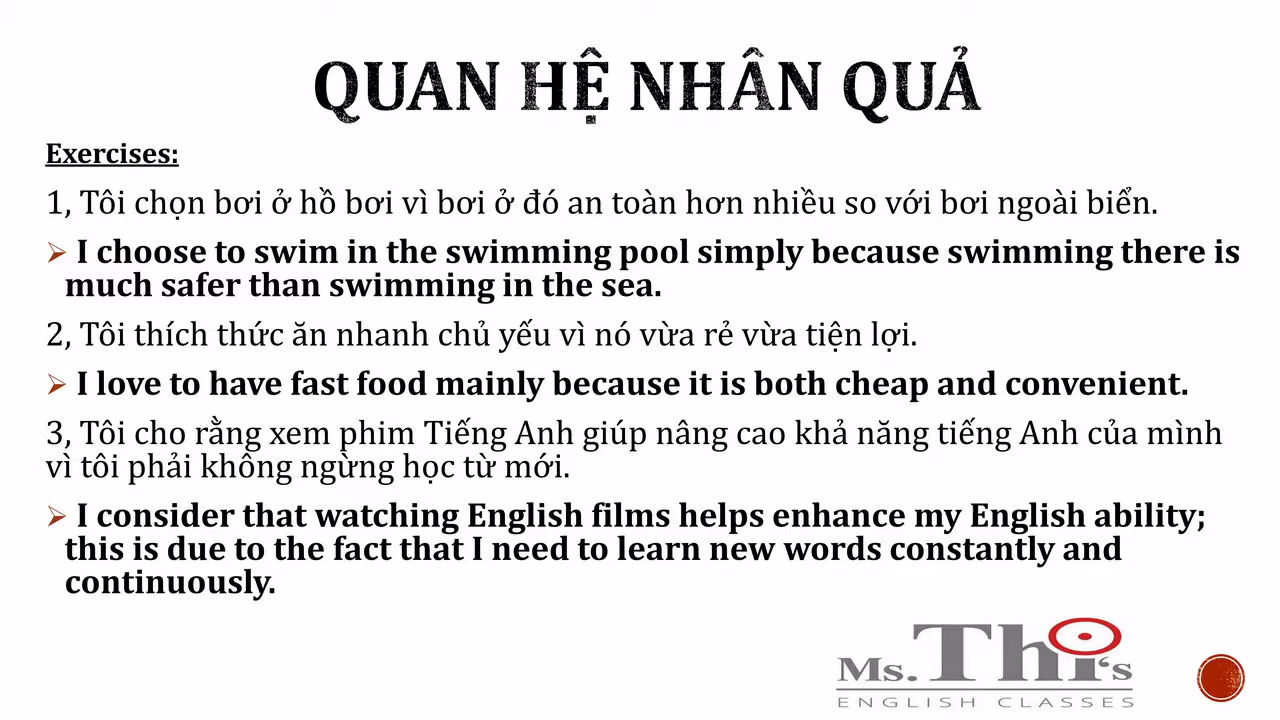 QUAN HỆ NHÂN QUẢ
Exercises:
1, Tôi chọn bơi ở hồ bơi vì bơi ở đó an toàn hơn nhiều so với bơi ngoài biển.
I choose to swim in the swimming pool simply because swimming there is
much safer than swimming in the sea.
2, Tôi thích thức ăn nhanh chủ yếu vì nó vừa rẻ vừa tiện lợi.
I love to have fast food mainly because it is both cheap and convenient.
3, Tôi cho rằng xem phim Tiếng Anh giúp nâng cao khả năng tiếng Anh của mình
vì tôi phải không ngừng học từ mới.
I consider that watching English films helps enhance my English ability;
this is due to the fact that I need to learn new words constantly and
continuously.
Ms. Thi's
ENGLISH CLASSES